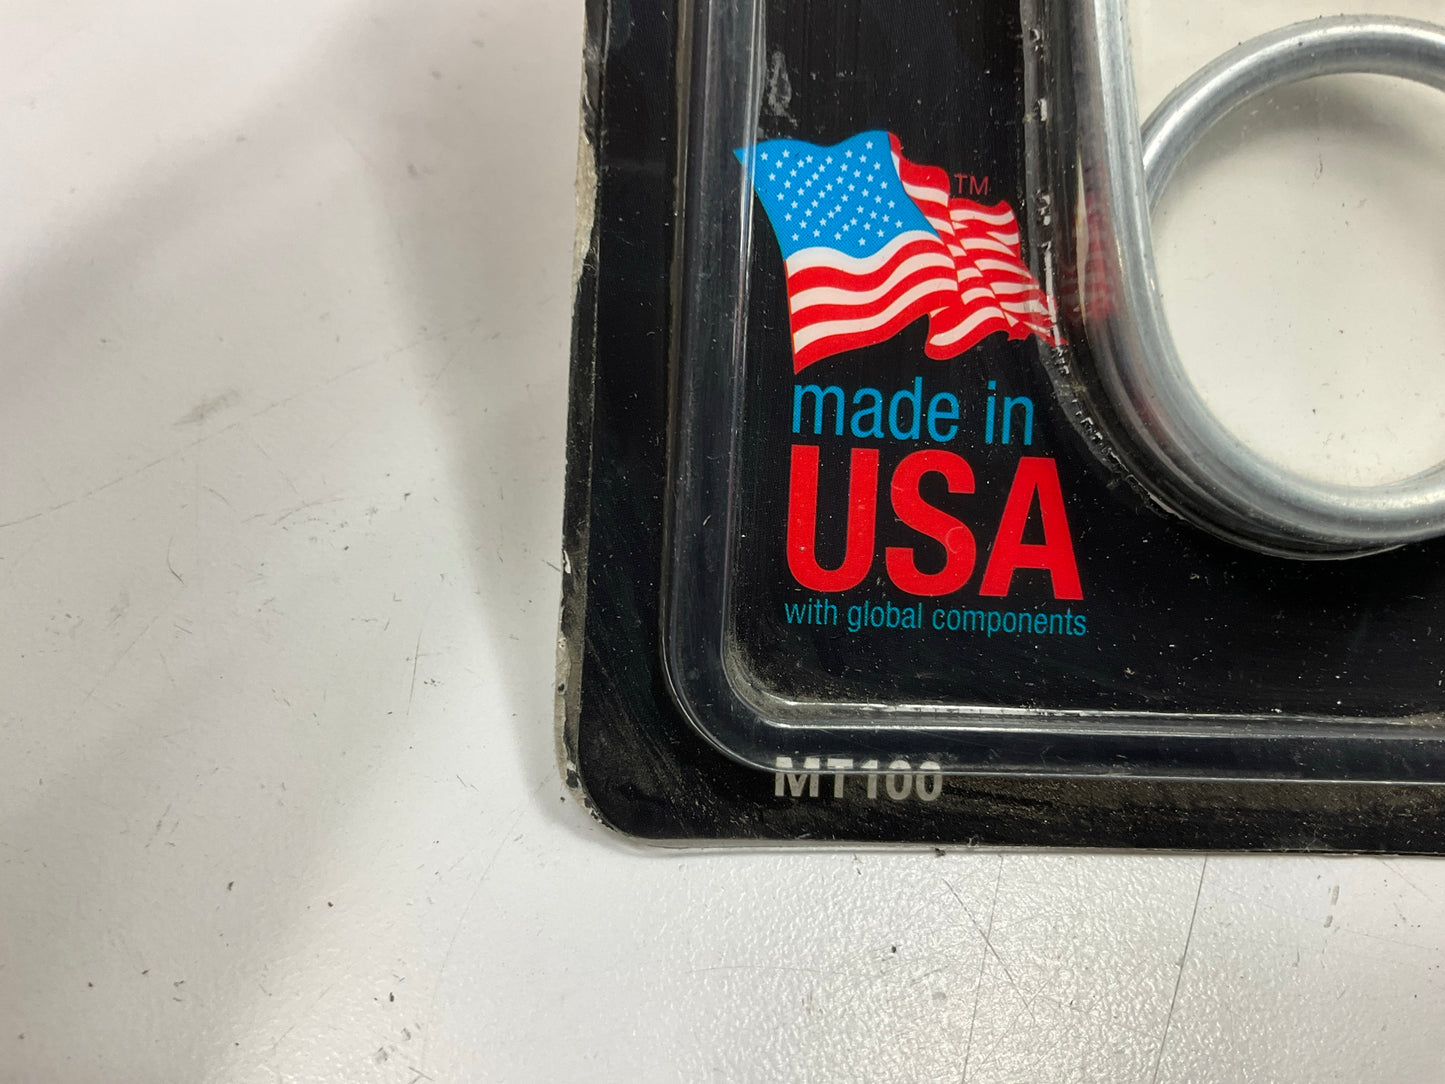 TM
made in
USA
with global components
MT100